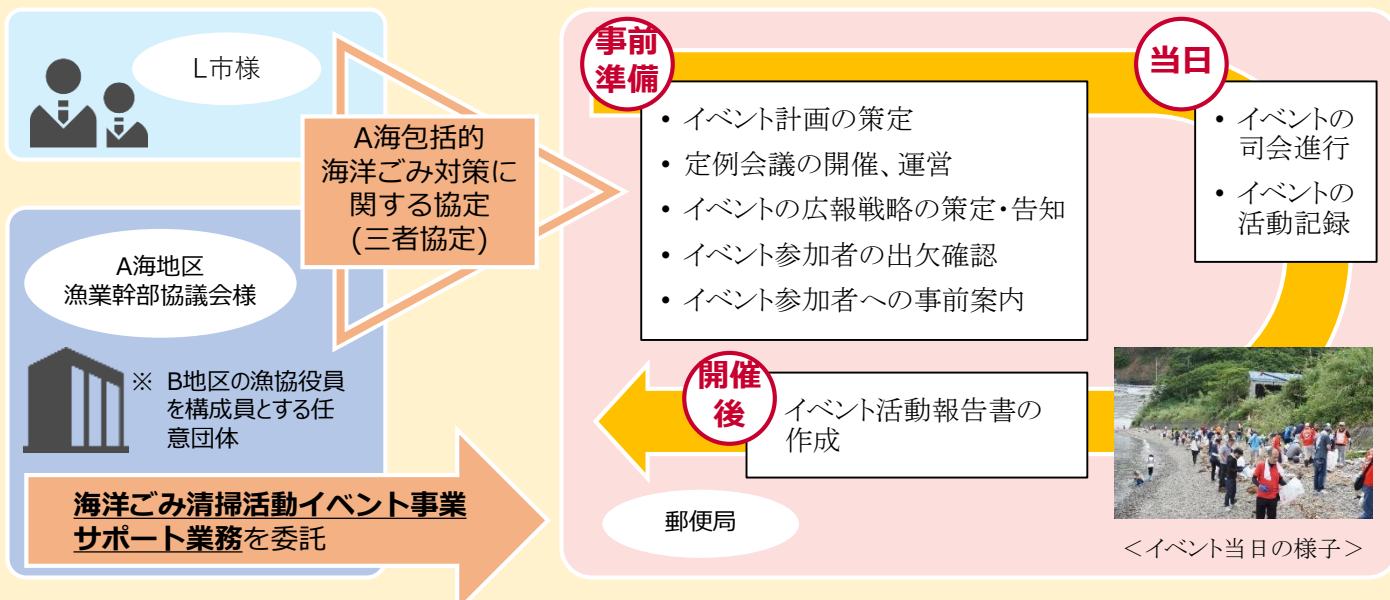 L市様
A海包括的
海洋ごみ対策に
関する協定
(三者協定)
A海地区
漁業幹部協議会様
※ B地区の漁協役員
を構成員とする任
意団体
海洋ごみ清掃活動イベント事業
サポート業務を委託
事前
準備
• イベント計画の策定
• 定例会議の開催、運営
• イベントの広報戦略の策定・告知
• イベント参加者の出欠確認
• イベント参加者への事前案内
当日
• イベントの
司会進行
• イベントの
活動記録
開催
後
イベント活動報告書の
作成
郵便局
＜イベント当日の様子＞